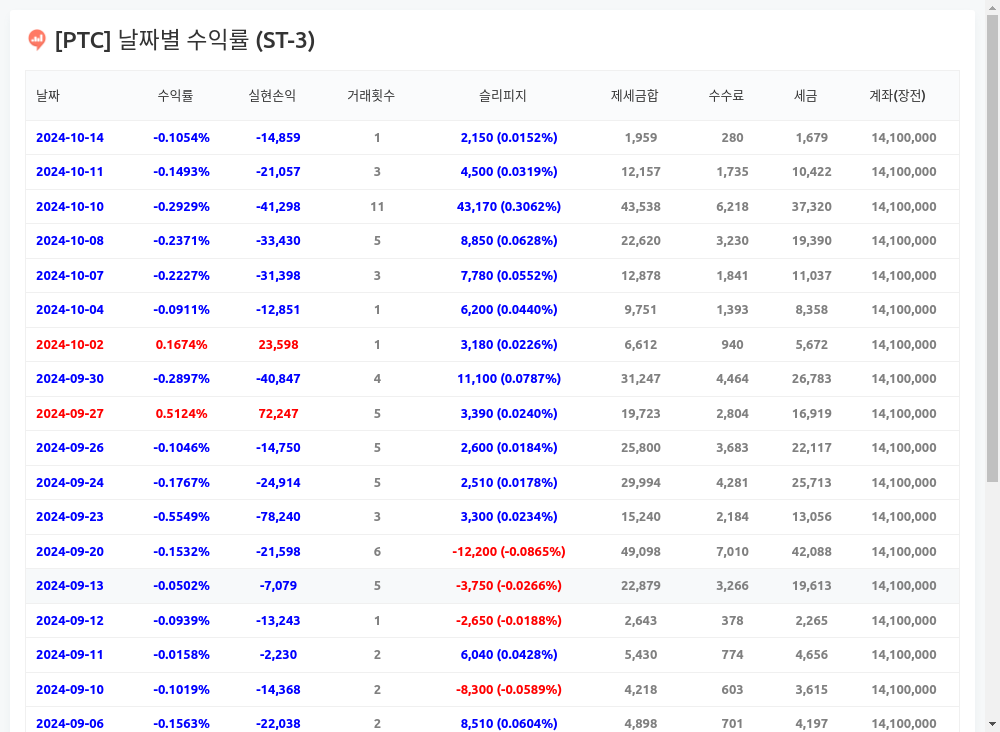 [PTC] 날짜별 수익률 (ST-3)
날짜 수익률 실현손익 거래횟수 슬리피지 제세금합 수수료 세금 계좌(장전)
2024-10-14 -0.1054% -14,859 1 2,150 (0.0152%) 1,959 280 1,679 14,100,000
2024-10-11 -0.1493% -21,057 3 4,500 (0.0319%) 12,157 1,735 10,422 14,100,000
2024-10-10 -0.2929% -41,298 11 43,170 (0.3062%) 43,538 6,218 37,320 14,100,000
2024-10-08 -0.2371% -33,430 5 8,850 (0.0628%) 22,620 3,230 19,390 14,100,000
2024-10-07 -0.2227% -31,398 3 7,780 (0.0552%) 12,878 1,841 11,037 14,100,000
2024-10-04 -0.0911% -12,851 1 6,200 (0.0440%) 9,751 1,393 8,358 14,100,000
2024-10-02 0.1674% 23,598 1 3,180 (0.0226%) 6,612 940 5,672 14,100,000
2024-09-30 -0.2897% -40,847 4 11,100 (0.0787%) 31,247 4,464 26,783 14,100,000
2024-09-27 0.5124% 72,247 5 3,390 (0.0240%) 19,723 2,804 16,919 14,100,000
2024-09-26 -0.1046% -14,750 5 2,600 (0.0184%) 25,800 3,683 22,117 14,100,000
2024-09-24 -0.1767% -24,914 5 2,510 (0.0178%) 29,994 4,281 25,713 14,100,000
2024-09-23 -0.5549% -78,240 3 3,300 (0.0234%) 15,240 2,184 13,056 14,100,000
2024-09-20 -0.1532% -21,598 6 -12,200 (-0.0865%) 49,098 7,010 42,088 14,100,000
2024-09-13 -0.0502% -7,079 5 -3,750 (-0.0266%) 22,879 3,266 19,613 14,100,000
2024-09-12 -0.0939% -13,243 1 -2,650 (-0.0188%) 2,643 378 2,265 14,100,000
2024-09-11 -0.0158% -2,230 2 6,040 (0.0428%) 5,430 774 4,656 14,100,000
2024-09-10 -0.1019% -14,368 2 -8,300 (-0.0589%) 4,218 603 3,615 14,100,000
2024-09-06 -0.1563% -22,038 2 8,510 (0.0604%) 4,898 701 4,197 14,100,000